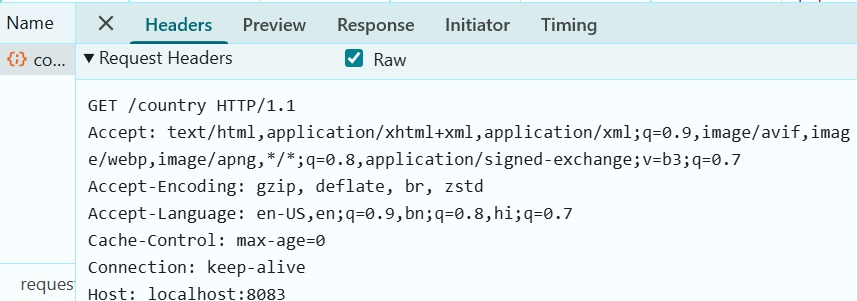 Name
Headers Preview Response Initiator Timing
co...
Request Headers Raw
GET /country HTTP/1.1
Accept: text/html,application/xhtml+xml,application/xml;q=0.9,image/avif,imag
e/webp,image/apng,*/*;q=0.8,application/signed-exchange;v=b3;q=0.7
Accept-Encoding: gzip, deflate, br, zstd
Accept-Language: en-US,en;q=0.9,bn;q=0.8,hi;q=0.7
Cache-Control: max-age=0
Connection: keep-alive
Host: localhost:8083
reques